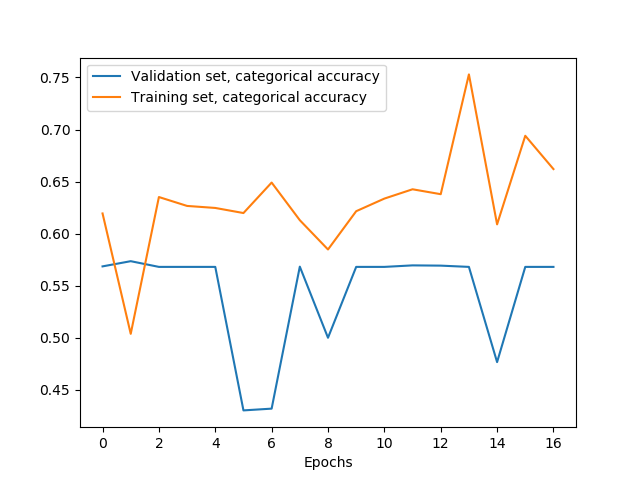 Validation set, categorical accuracy
Training set, categorical accuracy
0.75
0.70
0.65
0.60
0.55
0.50
0.45
0 2 4 6 8 10 12 14 16
Epochs